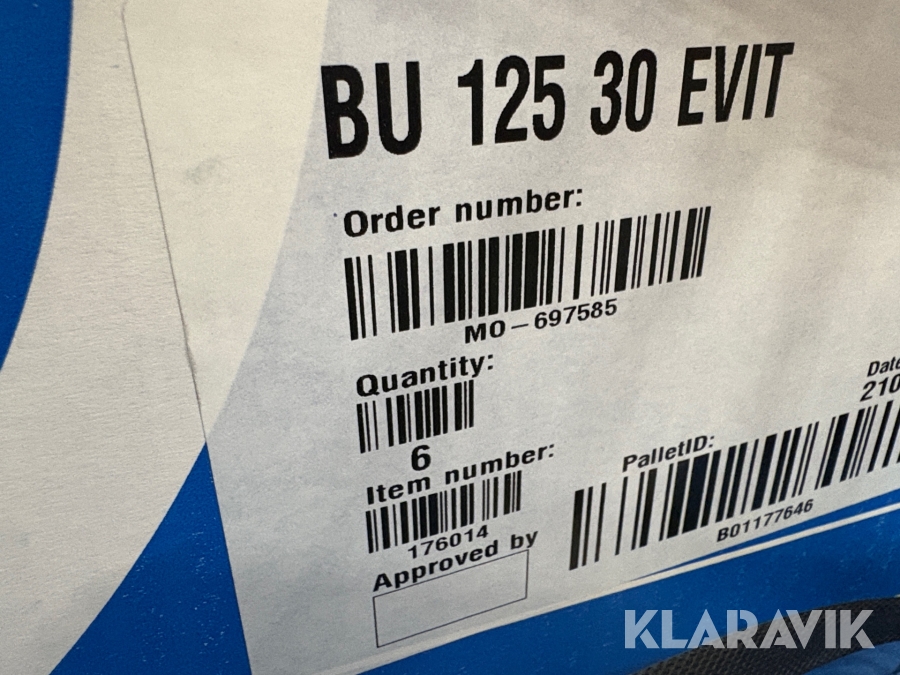 BU 125 30 EVIT
Order number:
MO-697585
Quantity:
6
Date
210
Item number:
176014
PalletID:
B01177646
Approved by
KLARAVIK